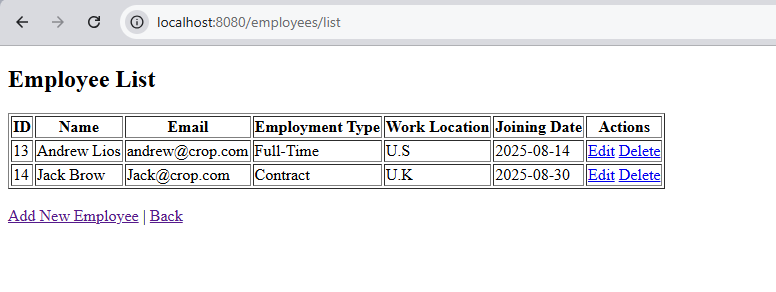 localhost:8080/employees/list
Employee List
ID Name Email Employment Type Work Location Joining Date Actions
13 Andrew Lios andrew@crop.com Full-Time U.S 2025-08-14 Edit Delete
14 Jack Brow Jack@crop.com Contract U.K 2025-08-30 Edit Delete
Add New Employee | Back